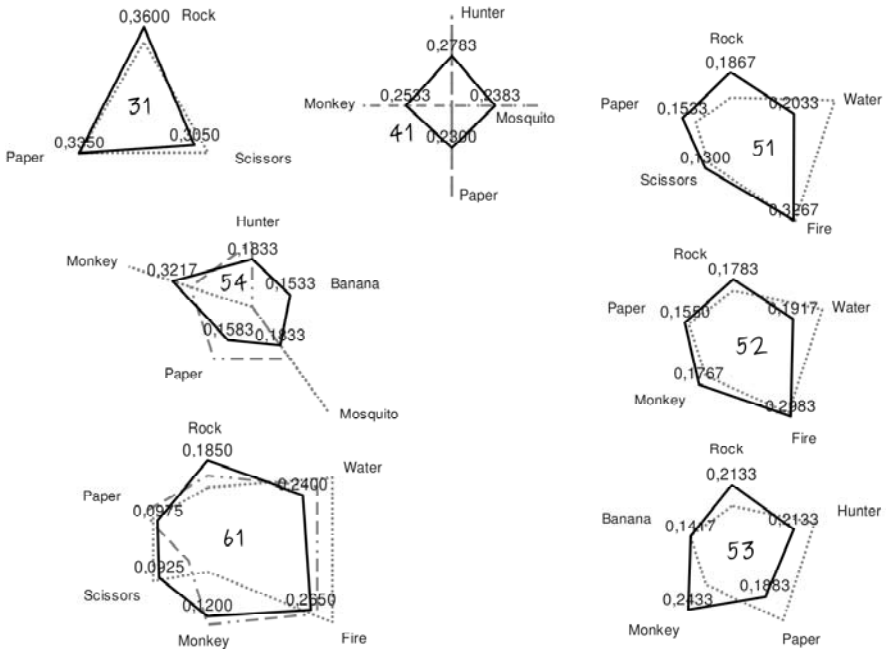 0,3600 Rock
31
0,3350 0,3050
Paper Scissors
Hunter
0,2783
Monkey 0,2533 0,2383
Mosquito
41 0,2300
Paper
Rock
0,1867
Paper 0,1533 0,2033 Water
51
0,1300
Scissors
0,3267
Fire
Hunter
0,1833
Monkey 0,3217
54 0,1533 Banana
0,1583 0,1833
Paper
Mosquito
Rock
0,1783
Paper 0,1550 0,1917 Water
52
0,1767
Monkey
0,2983
Fire
Rock
0,1850
Water
0,2400
Paper
0,0975
61
0,0925
Scissors
0,1200 0,2650
Monkey Fire
Rock
0,2133
Banana 0,1417 0,2133 Hunter
53
0,1883
0,2433
Monkey
Paper